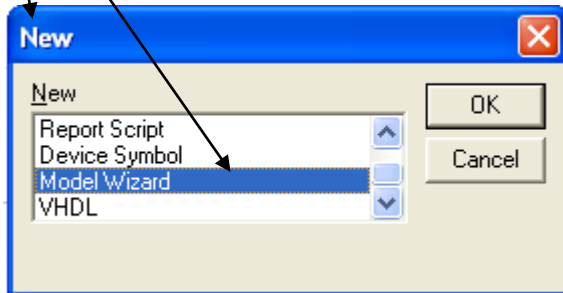 New
New
Report Script
Device Symbol
Model Wizard
VHDL
OK
Cancel